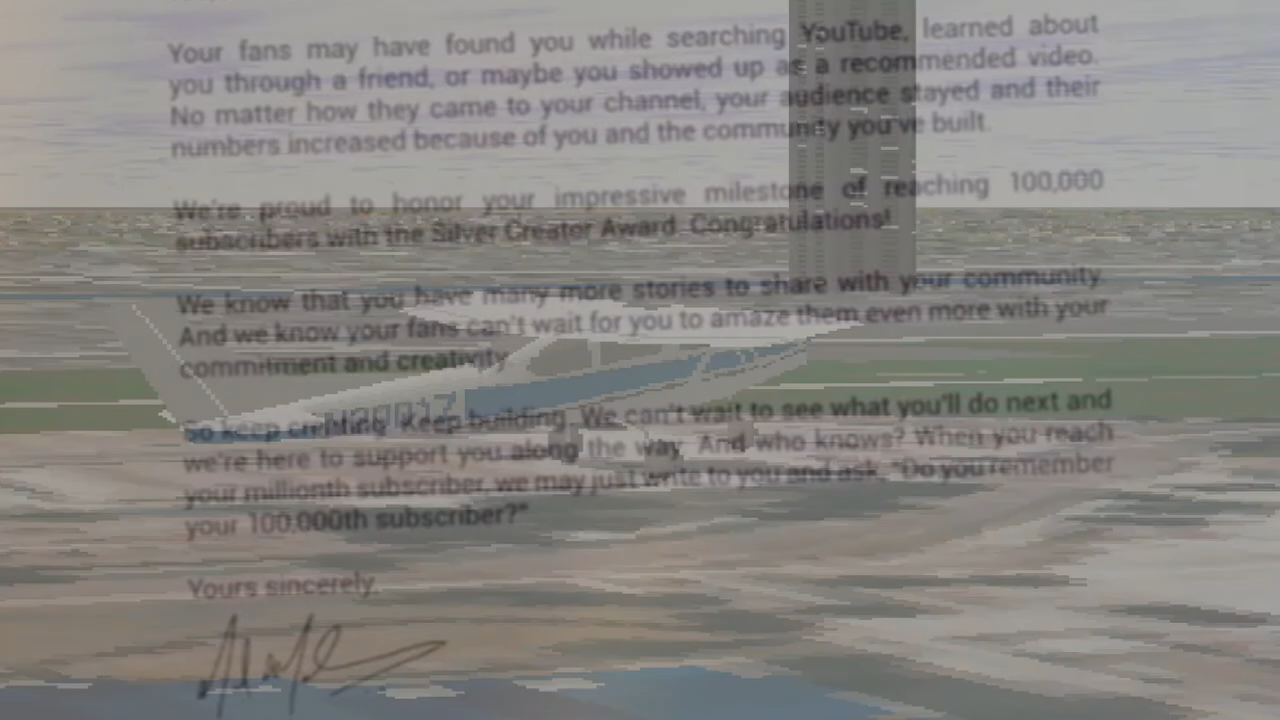 Your fans may have found you while searching YouTube, learned about
you through a friend, or maybe you showed up as a recommended video.
No matter how they came to your channel, your audience stayed and their
numbers increased because of you and the community you've built.
We're proud to honor your impressive milestone of reaching 100,000
subscribers with the Silver Creator Award. Congratulations!
We know that you have many more stories to share with your community.
And we know your fans can't wait for you to amaze them even more with your
commitment and creativity.
So keep creating. Keep building. We can't wait to see what you'll do next and
we're here to support you along the way. And who knows? When you reach
your millionth subscriber, we may just write to you and ask, "Do you remember
your 100,000th subscriber?"
Yours sincerely,